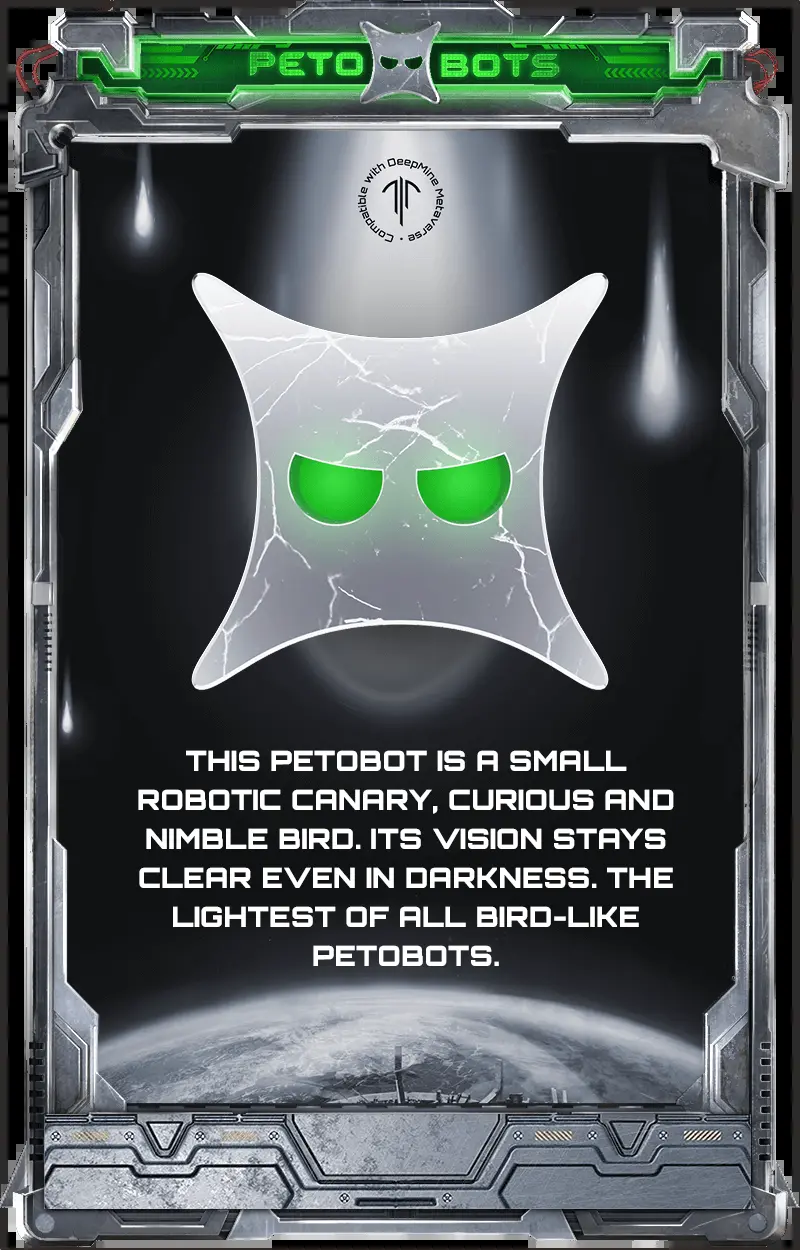 PETO BOTS
Compatible with DeepMine Metaverse •
THIS PETOBOT IS A SMALL
ROBOTIC CANARY, CURIOUS AND
NIMBLE BIRD. ITS VISION STAYS
CLEAR EVEN IN DARKNESS. THE
LIGHTEST OF ALL BIRD-LIKE
PETOBOTS.